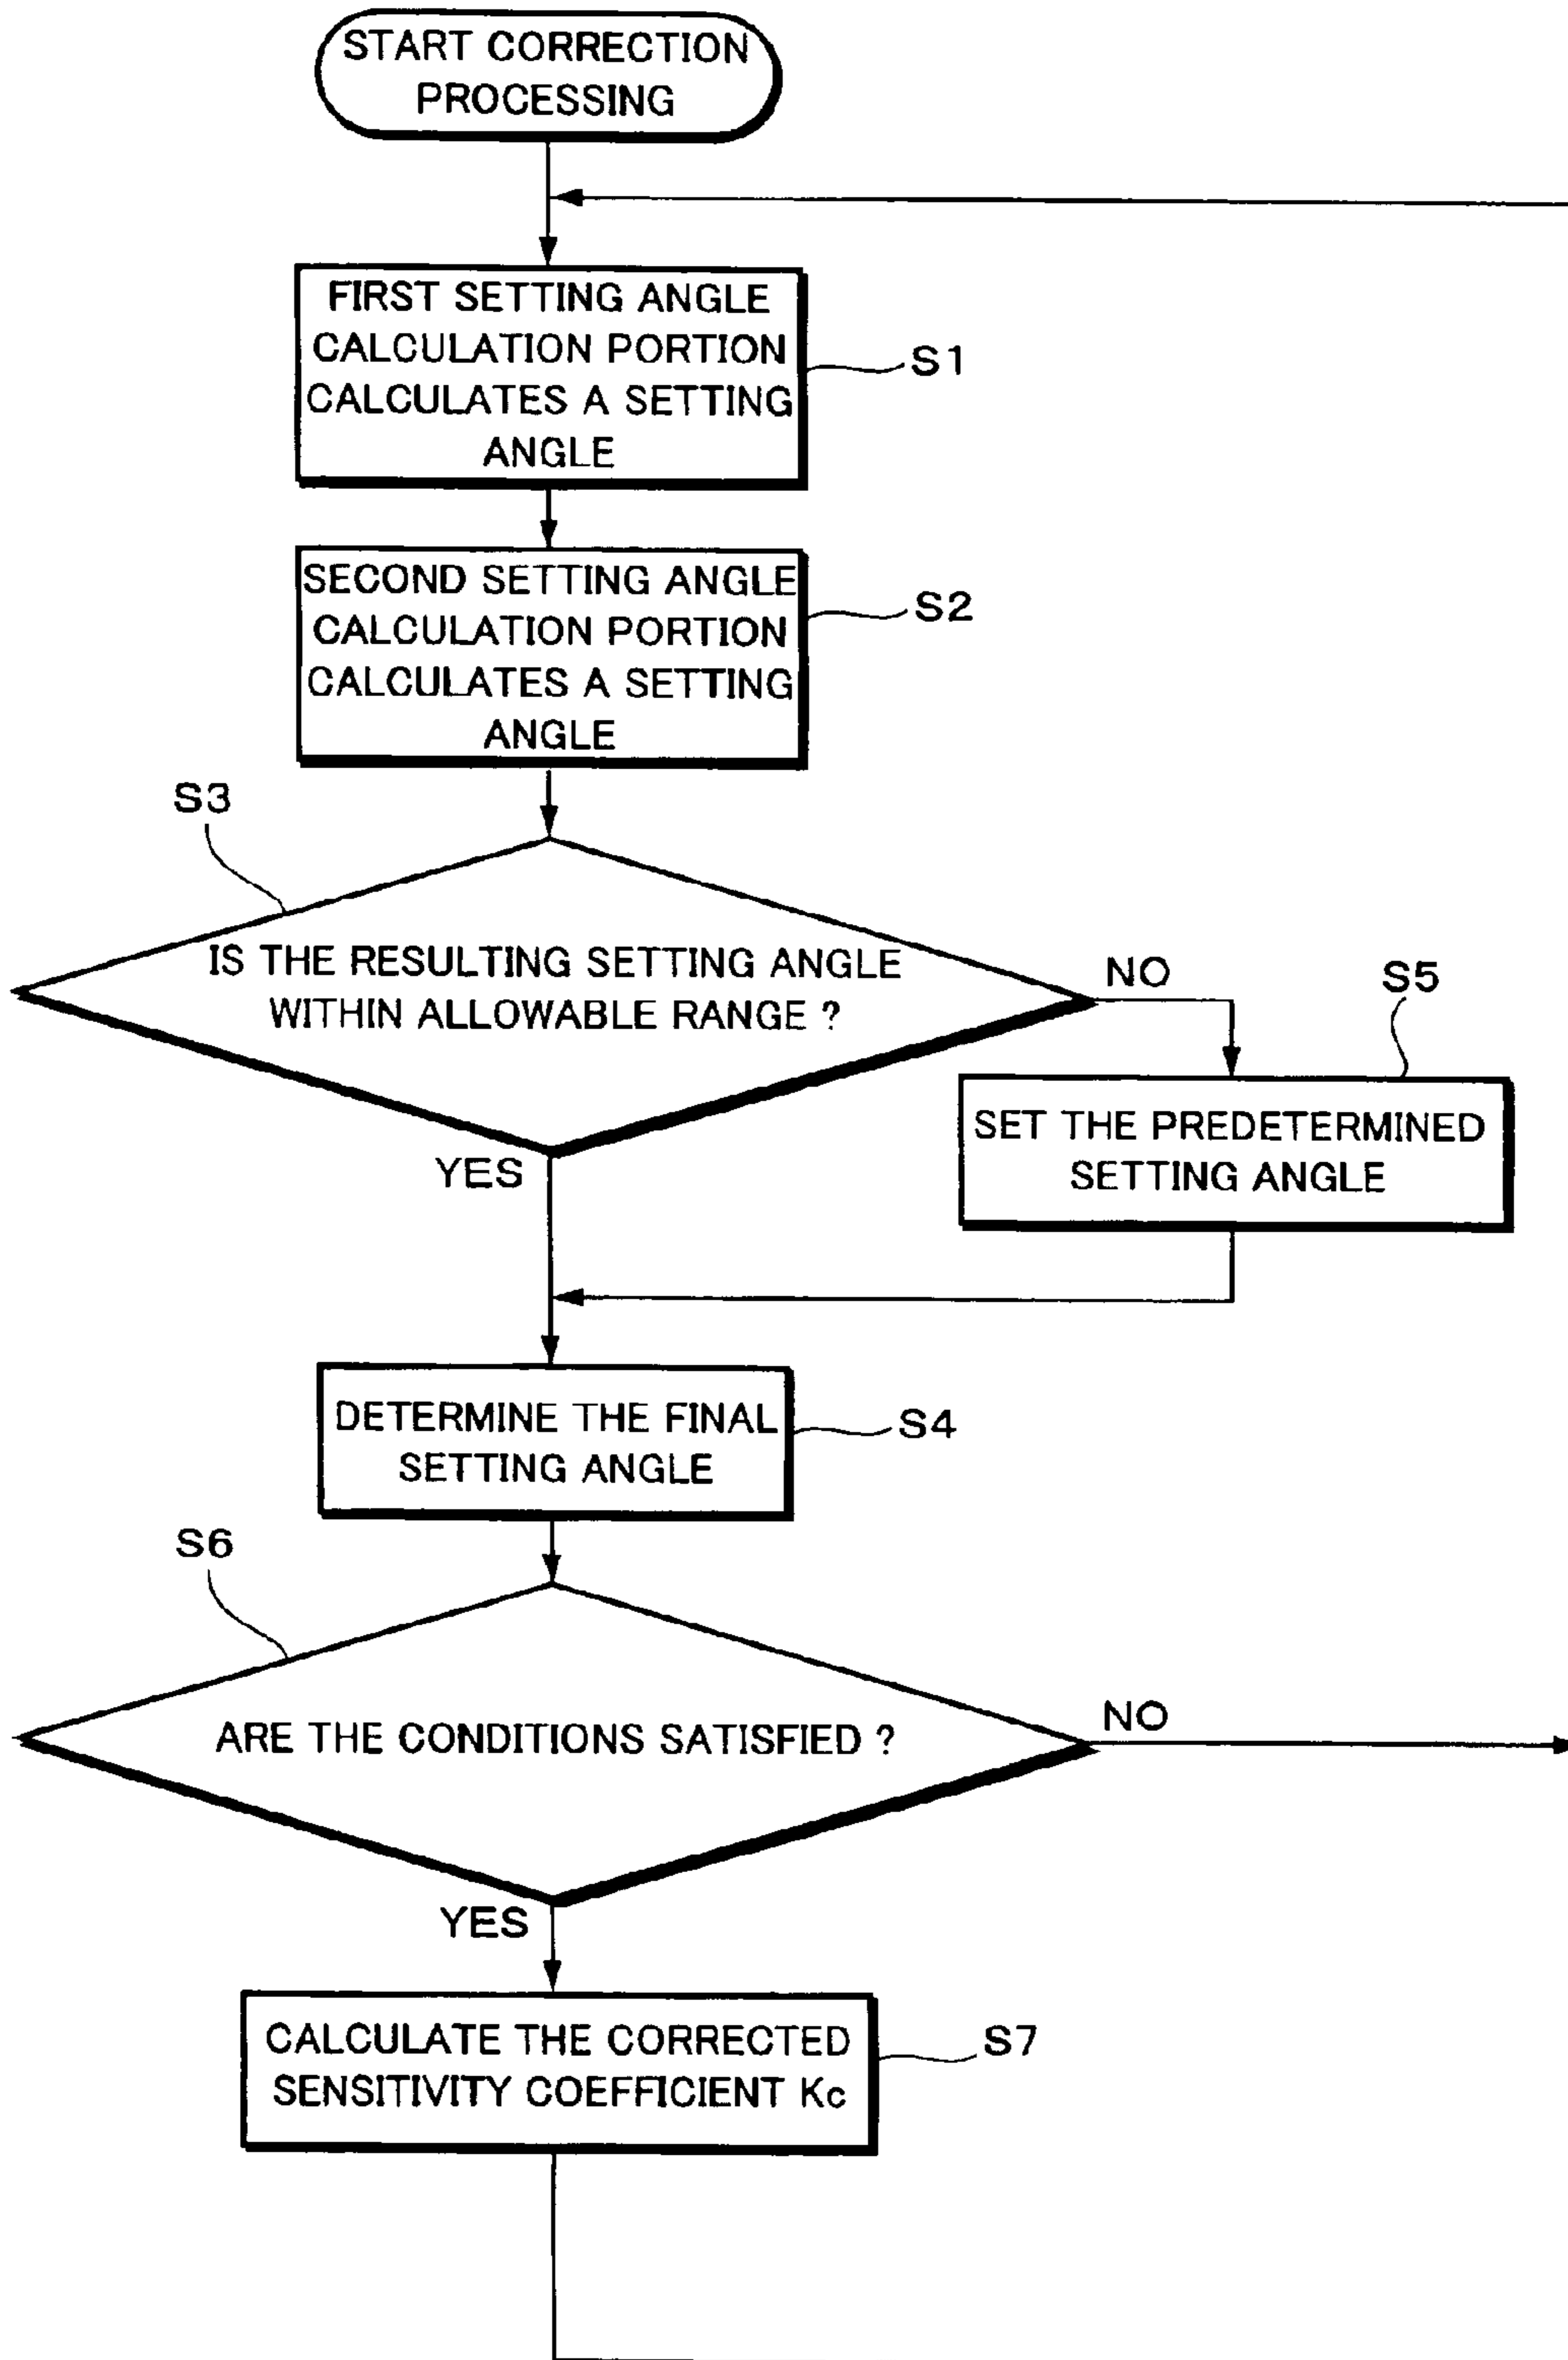 START CORRECTION
PROCESSING
FIRST SETTING ANGLE
CALCULATION PORTION
CALCULATES A SETTING
ANGLE
S1
SECOND SETTING ANGLE
CALCULATION PORTION
CALCULATES A SETTING
ANGLE
S2
S3
IS THE RESULTING SETTING ANGLE
WITHIN ALLOWABLE RANGE ?
NO
S5
SET THE PREDETERMINED
SETTING ANGLE
YES
DETERMINE THE FINAL
SETTING ANGLE
S4
S6
ARE THE CONDITIONS SATISFIED ?
NO
YES
CALCULATE THE CORRECTED
SENSITIVITY COEFFICIENT Kc
S7